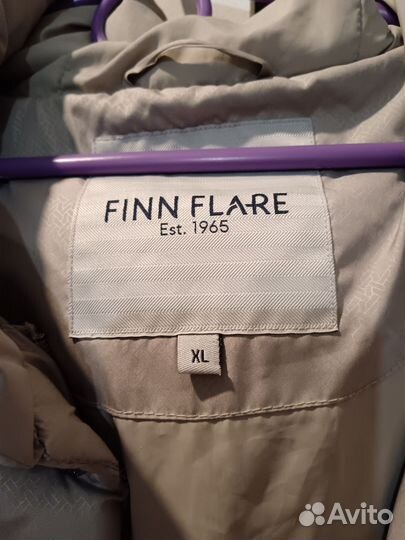 FINN FLARE
Est. 1965
XL
Avito